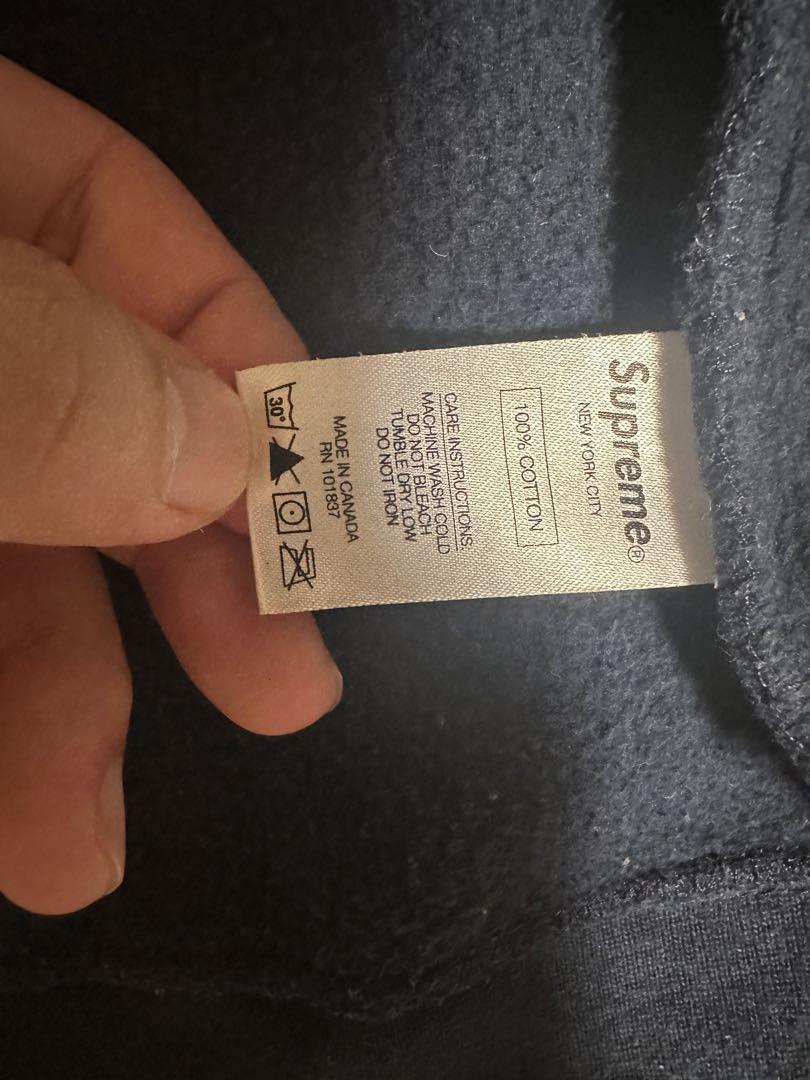 Supreme®
NEW YORK CITY
100% COTTON
CARE INSTRUCTIONS:
MACHINE WASH COLD
DO NOT BLEACH
TUMBLE DRY LOW
DO NOT IRON
MADE IN CANADA
RN 101837
30°